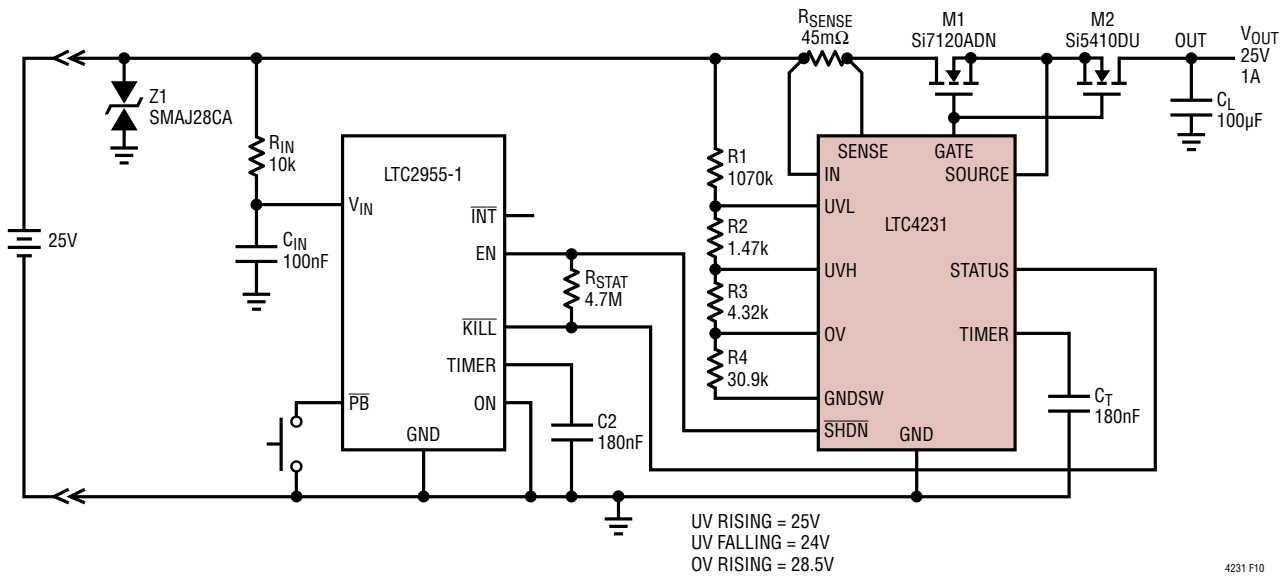 RSENSE
45mΩ
M1
Si7120ADN
M2
Si5410DU
OUT
VOUT
25V
1A
Z1
SMAJ28CA
CL
100µF
RIN
10k
LTC2955-1
VIN
INT
EN
KILL
TIMER
ON
PB
GND
CIN
100nF
25V
RSTAT
4.7M
C2
180nF
R1
1070k
R2
1.47k
R3
4.32k
R4
30.9k
SENSE
GATE
IN
SOURCE
UVL
LTC4231
UVH
STATUS
OV
TIMER
GNDSW
SHDN
GND
CT
180nF
UV RISING = 25V
UV FALLING = 24V
OV RISING = 28.5V
4231 F10